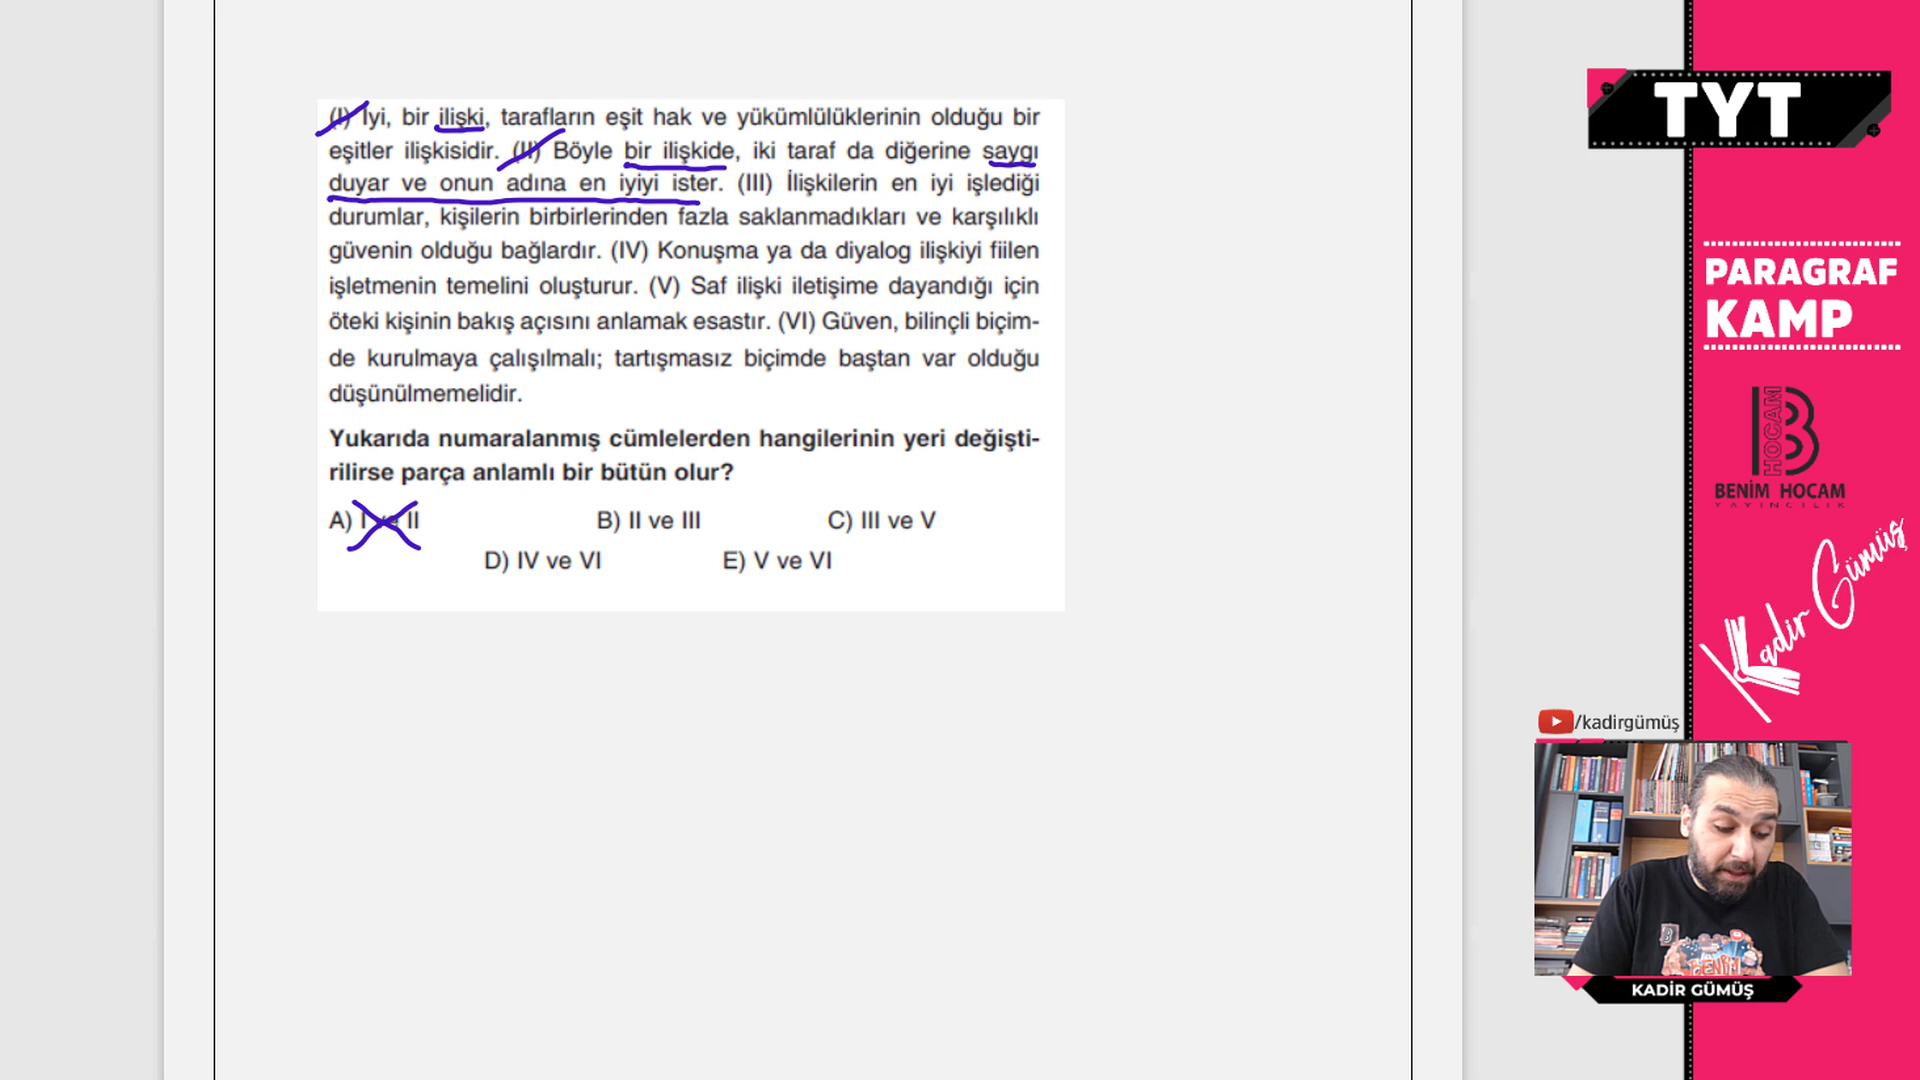 (I) İyi, bir ilişki, tarafların eşit hak ve yükümlülüklerinin olduğu bir
eşitler ilişkisidir. (II) Böyle bir ilişkide, iki taraf da diğerine saygı
duyar ve onun adına en iyiyi ister. (III) İlişkilerin en iyi işlediği
durumlar, kişilerin birbirlerinden fazla saklanmadıkları ve karşılıklı
güvenin olduğu bağlardır. (IV) Konuşma ya da diyalog ilişkiyi fiilen
işletmenin temelini oluşturur. (V) Saf ilişki iletişime dayandığı için
öteki kişinin bakış açısını anlamak esastır. (VI) Güven, bilinçli biçim-
de kurulmaya çalışılmalı; tartışmasız biçimde baştan var olduğu
düşünülmemelidir.
Yukarıda numaralanmış cümlelerden hangilerinin yeri değişti-
rilirse parça anlamlı bir bütün olur?
A) I ve II
B) II ve III
C) III ve V
D) IV ve VI
E) V ve VI
TYT
PARAGRAF
KAMP
B
HOCAM
BENİM HOCAM
YAYINCILIK
Kadir Gümüş
/kadirgümüş
B
BENİM
KADİR GÜMÜŞ